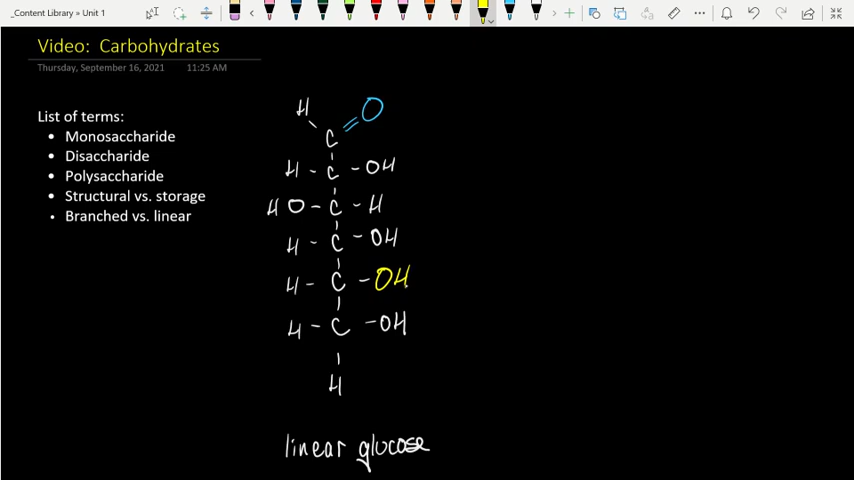 _Content Library » Unit 1
Video: Carbohydrates
Thursday, September 16, 2021 11:25 AM
List of terms:
• Monosaccharide
• Disaccharide
• Polysaccharide
• Structural vs. storage
• Branched vs. linear
H O
C
H - C - OH
HO - C - H
H - C - OH
H - C - OH
H - C - OH
H
linear glucose